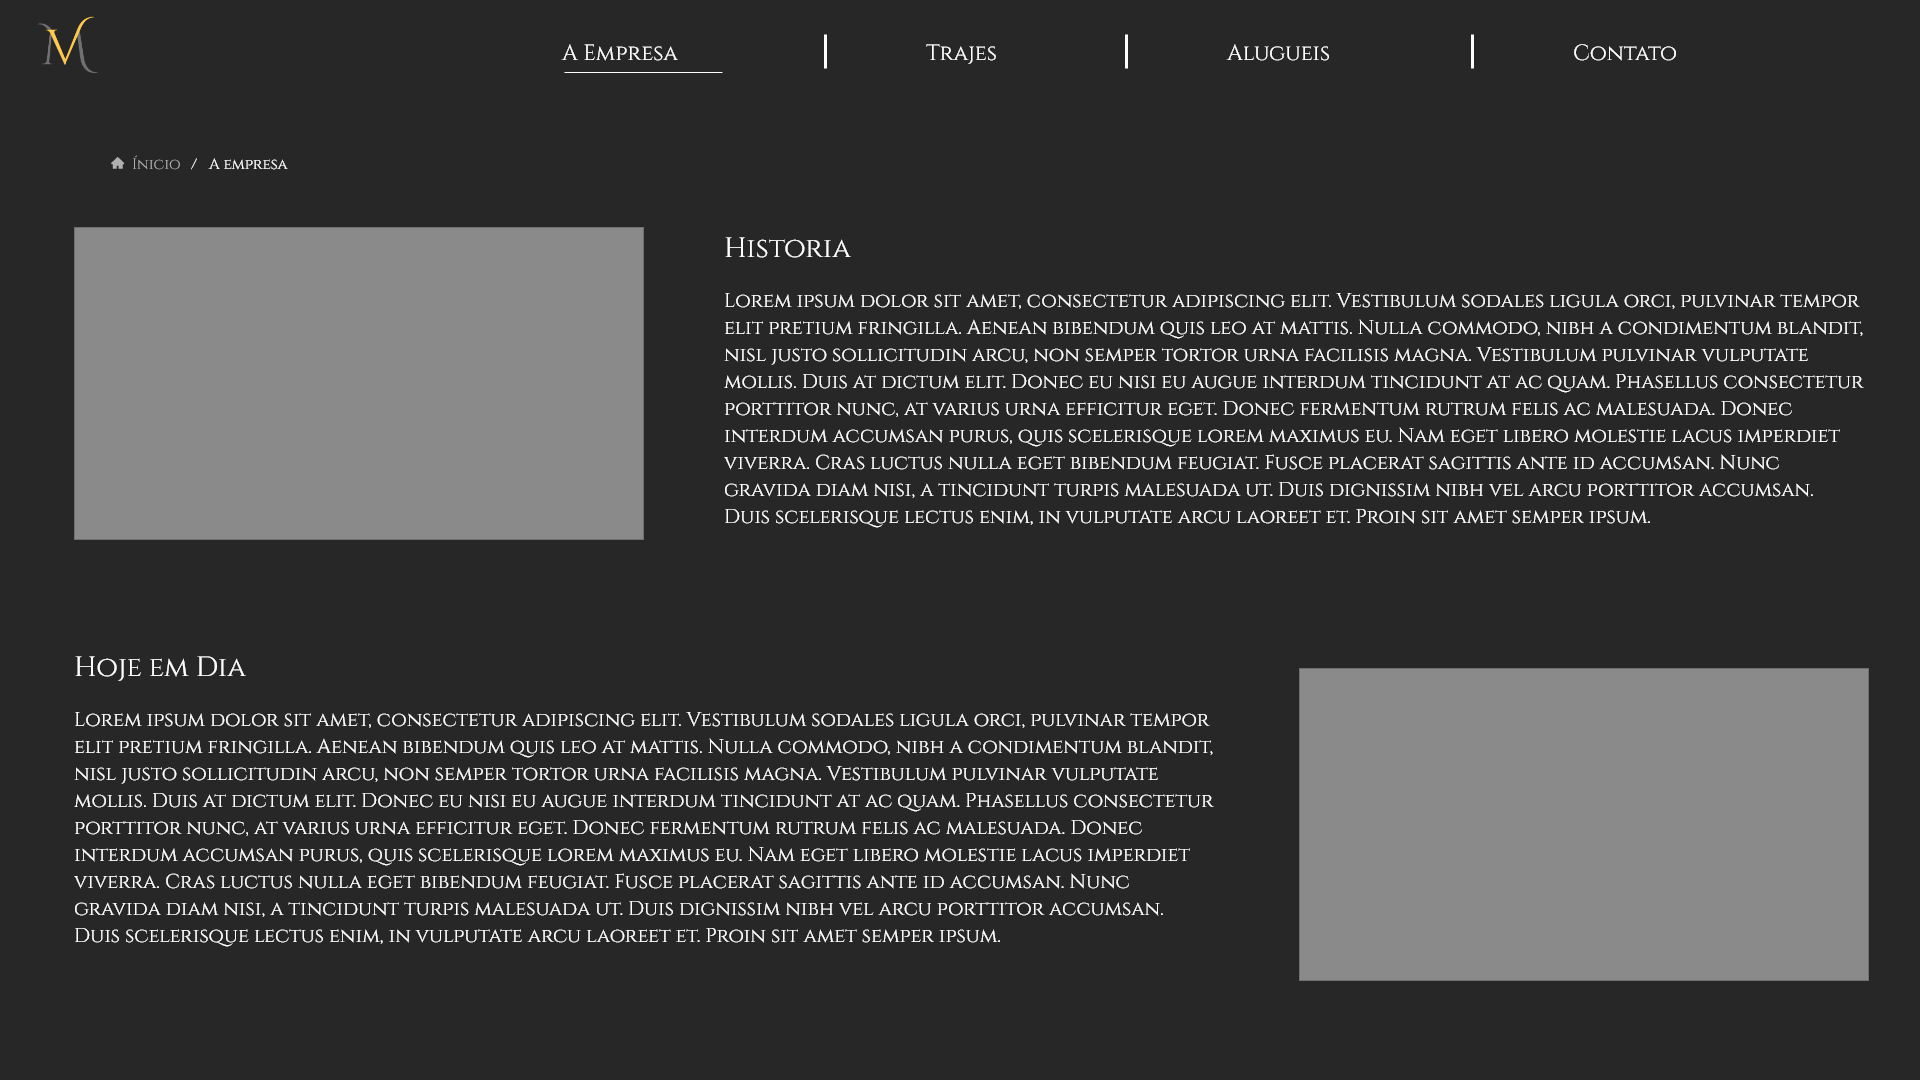 M
A Empresa
Trajes
Alugueis
Contato
Ínicio / A empresa
Historia
Lorem ipsum dolor sit amet, consectetur adipiscing elit. Vestibulum sodales ligula orci, pulvinar tempor
elit pretium fringilla. Aenean bibendum quis leo at mattis. Nulla commodo, nibh a condimentum blandit,
nisl justo sollicitudin arcu, non semper tortor urna facilisis magna. Vestibulum pulvinar vulputate
mollis. Duis at dictum elit. Donec eu nisi eu augue interdum tincidunt at ac quam. Phasellus consectetur
porttitor nunc, at varius urna efficitur eget. Donec fermentum rutrum felis ac malesuada. Donec
interdum accumsan purus, quis scelerisque lorem maximus eu. Nam eget libero molestie lacus imperdiet
viverra. Cras luctus nulla eget bibendum feugiat. Fusce placerat sagittis ante id accumsan. Nunc
gravida diam nisi, a tincidunt turpis malesuada ut. Duis dignissim nibh vel arcu porttitor accumsan.
Duis scelerisque lectus enim, in vulputate arcu laoreet et. Proin sit amet semper ipsum.
Hoje em Dia
Lorem ipsum dolor sit amet, consectetur adipiscing elit. Vestibulum sodales ligula orci, pulvinar tempor
elit pretium fringilla. Aenean bibendum quis leo at mattis. Nulla commodo, nibh a condimentum blandit,
nisl justo sollicitudin arcu, non semper tortor urna facilisis magna. Vestibulum pulvinar vulputate
mollis. Duis at dictum elit. Donec eu nisi eu augue interdum tincidunt at ac quam. Phasellus consectetur
porttitor nunc, at varius urna efficitur eget. Donec fermentum rutrum felis ac malesuada. Donec
interdum accumsan purus, quis scelerisque lorem maximus eu. Nam eget libero molestie lacus imperdiet
viverra. Cras luctus nulla eget bibendum feugiat. Fusce placerat sagittis ante id accumsan. Nunc
gravida diam nisi, a tincidunt turpis malesuada ut. Duis dignissim nibh vel arcu porttitor accumsan.
Duis scelerisque lectus enim, in vulputate arcu laoreet et. Proin sit amet semper ipsum.